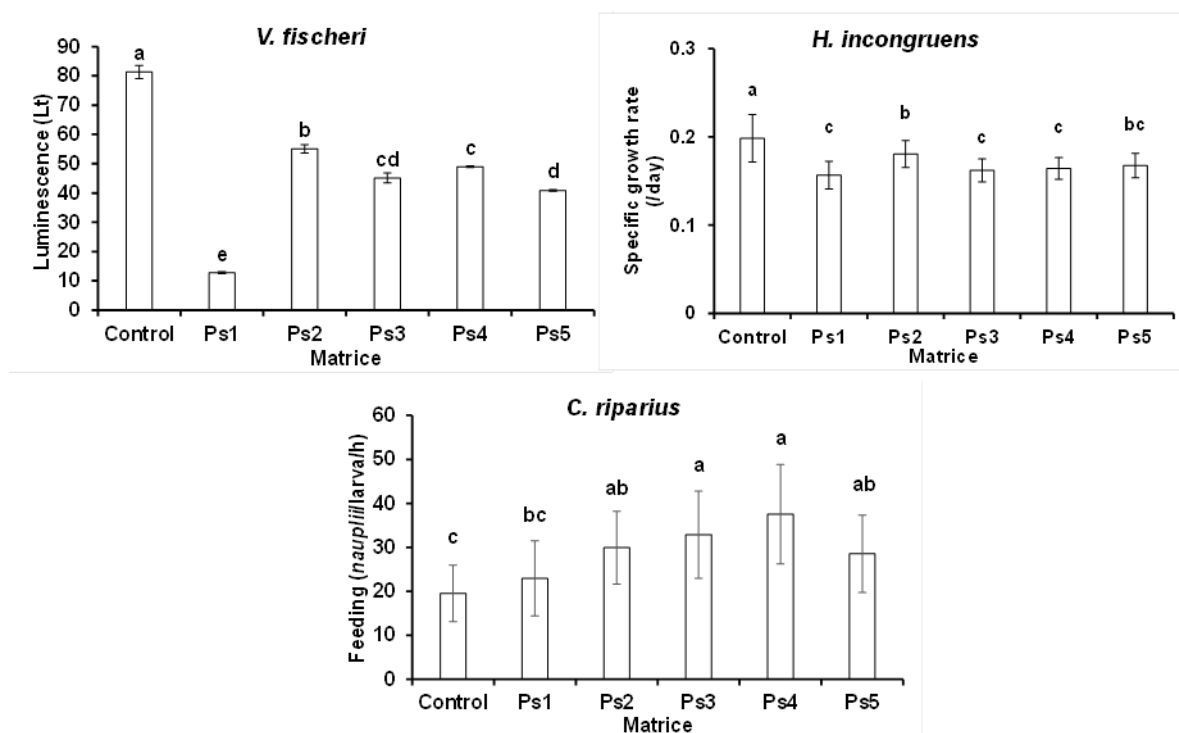 V. fischeri
Luminescence (Lt)
90
80
70
60
50
40
30
20
10
0
a
e
b
cd
c
d
Control Ps1 Ps2 Ps3 Ps4 Ps5
Matrice
H. incongruens
Specific growth rate
(/day)
0.3
0.2
0.1
0
a
c
b
c
c
bc
Control Ps1 Ps2 Ps3 Ps4 Ps5
Matrice
C. riparius
Feeding (nauplii/larva/h)
60
50
40
30
20
10
0
c
bc
ab
a
a
ab
Control Ps1 Ps2 Ps3 Ps4 Ps5
Matrice